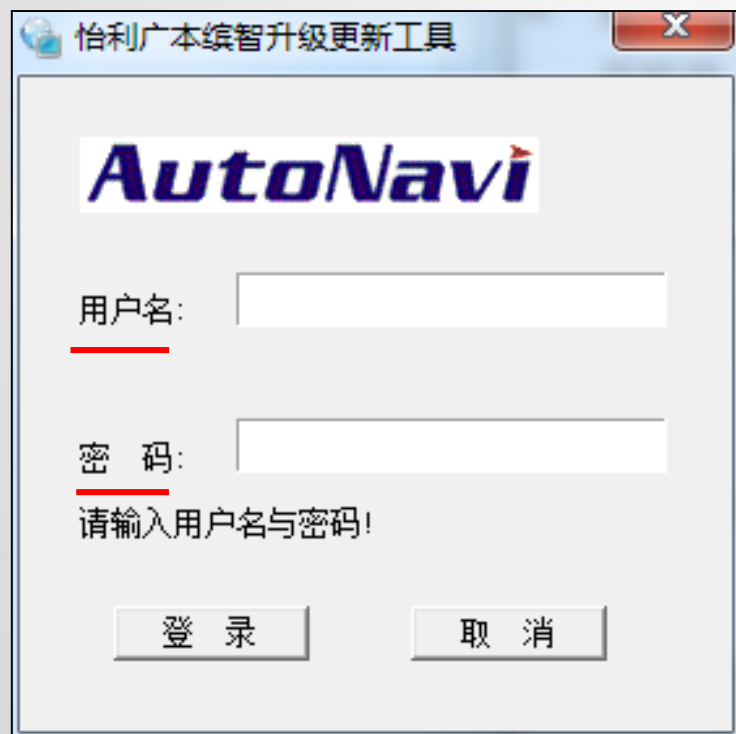 怡利广本缤智升级更新工具
AutoNavi
用户名:
密 码:
请输入用户名与密码!
登 录 取 消